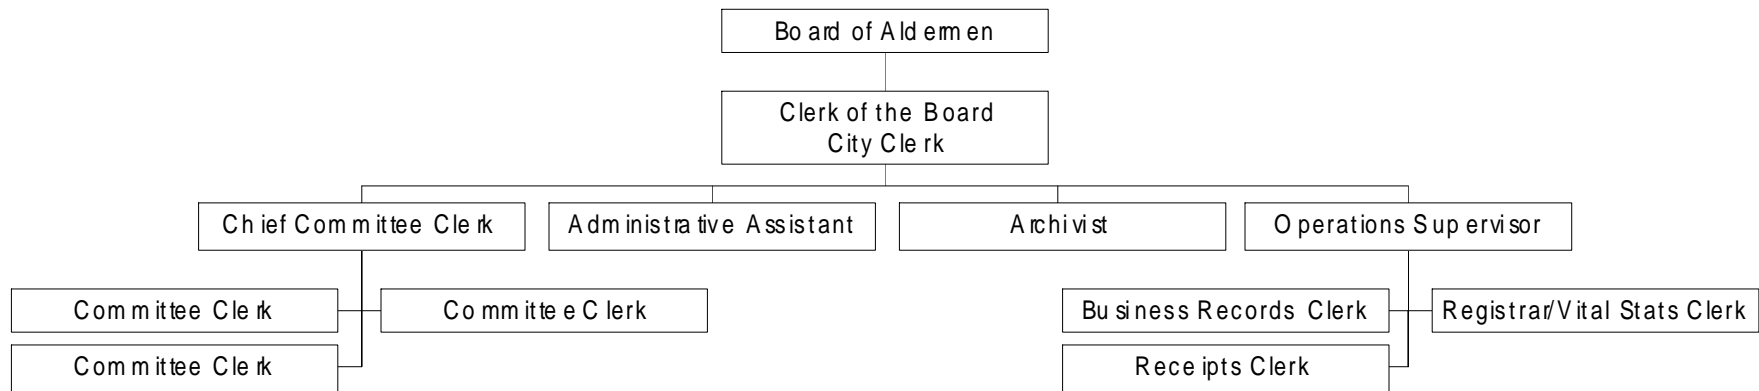 Board of Aldermen
Clerk of the Board
City Clerk
Chief Committee Clerk
Administrative Assistant
Archivist
Operations Supervisor
Committee Clerk
Committee Clerk
Business Records Clerk
Registrar/Vital Stats Clerk
Committee Clerk
Receipts Clerk